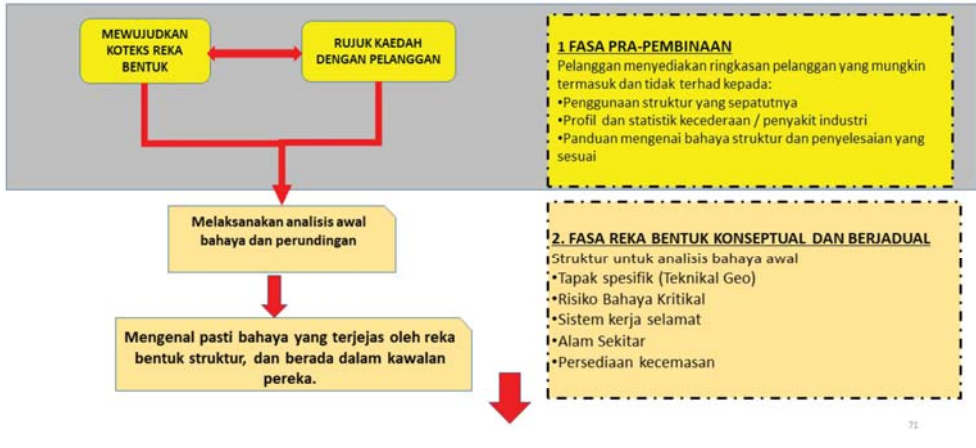 MEWUJUDKAN
KOTEKS REKA
BENTUK
RUJUK KAEDAH
DENGAN PELANGGAN
1 FASA PRA-PEMBINAAN
Pelanggan menyediakan ringkasan pelanggan yang mungkin
termasuk dan tidak terhad kepada:
•Penggunaan struktur yang sepatutnya
•Profil dan statistik kecederaan / penyakit industri
•Panduan mengenai bahaya struktur dan penyelesaian yang
sesuai
Melaksanakan analisis awal
bahaya dan perundingan
Mengenal pasti bahaya yang terjejas oleh reka
bentuk struktur, dan berada dalam kawalan
pereka.
2. FASA REKA BENTUK KONSEPTUAL DAN BERJADUAL
Struktur untuk analisis bahaya awal
•Tapak spesifik (Teknikal Geo)
•Risiko Bahaya Kritikal
•Sistem kerja selamat
•Alam Sekitar
•Persediaan kecemasan
71